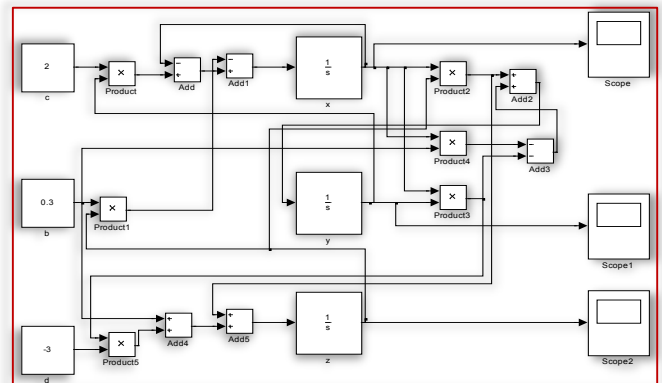 2
c
×
Product
−
+
Add
−
+
Add1
1
s
x
×
Product2
+
+
Add2
Scope
×
Product4
−
−
Add3
0.3
b
×
Product1
1
s
y
×
Product3
Scope1
-3
d
×
Product5
+
+
Add4
+
+
Add5
1
s
z
Scope2